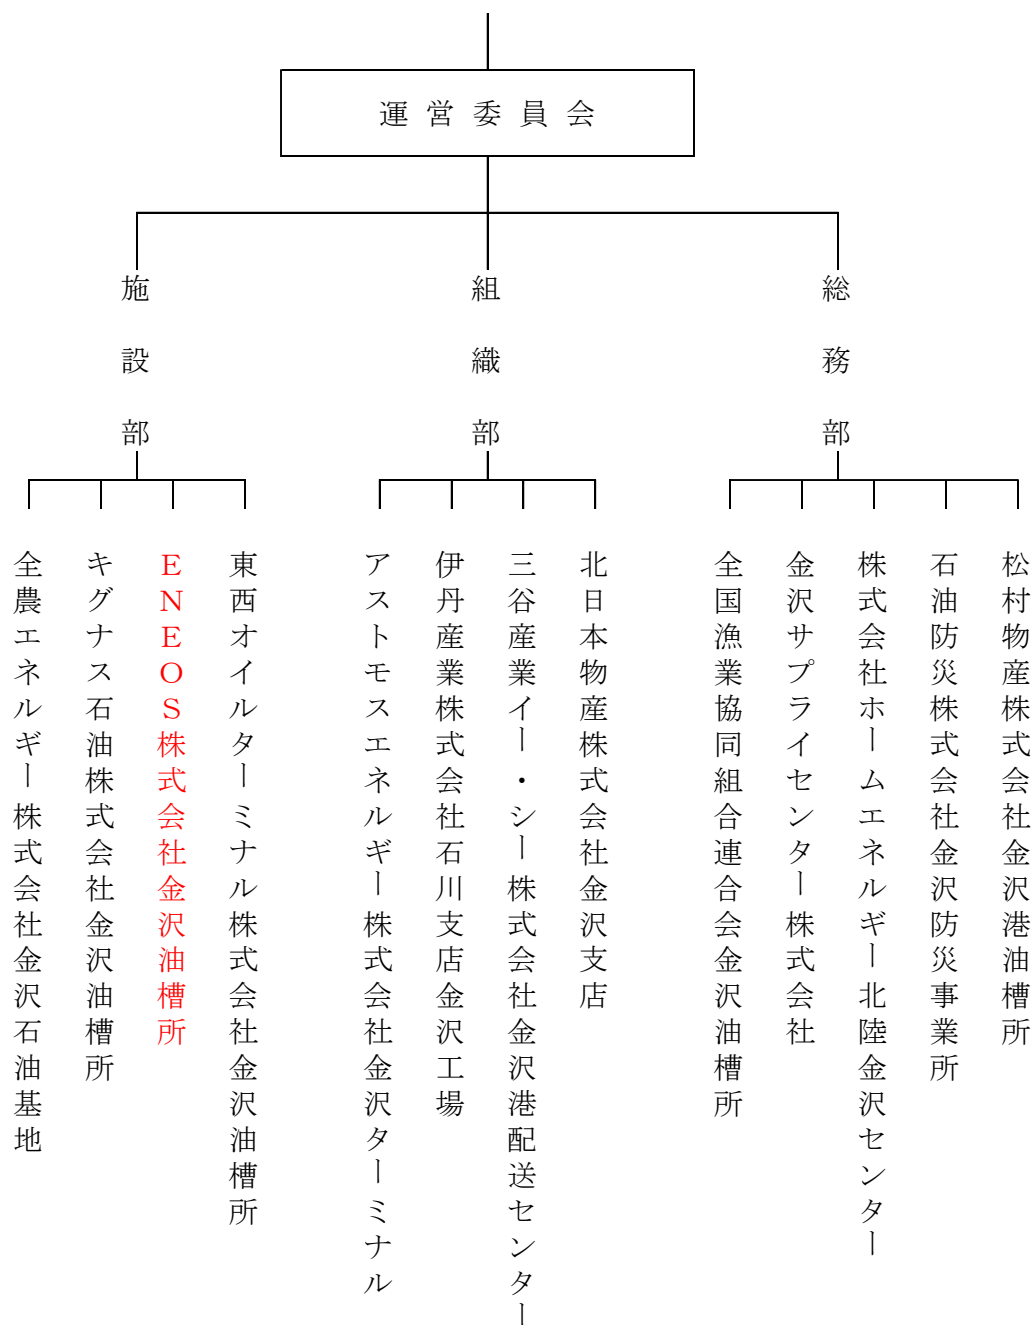 運営委員会
総務部
組織部
施設部
松村物産株式会社金沢港油槽所
石油防災株式会社金沢防災事業所
株式会社ホームエネルギー北陸金沢センター
金沢サプライセンター株式会社
全国漁業協同組合連合会金沢油槽所
北日本物産株式会社金沢支店
三谷産業イー・シー株式会社金沢港配送センター
伊丹産業株式会社石川支店金沢工場
アストモスエネルギー株式会社金沢ターミナル
東西オイルターミナル株式会社金沢油槽所
ENEOS株式会社金沢油槽所
キグナス石油株式会社金沢油槽所
全農エネルギー株式会社金沢石油基地